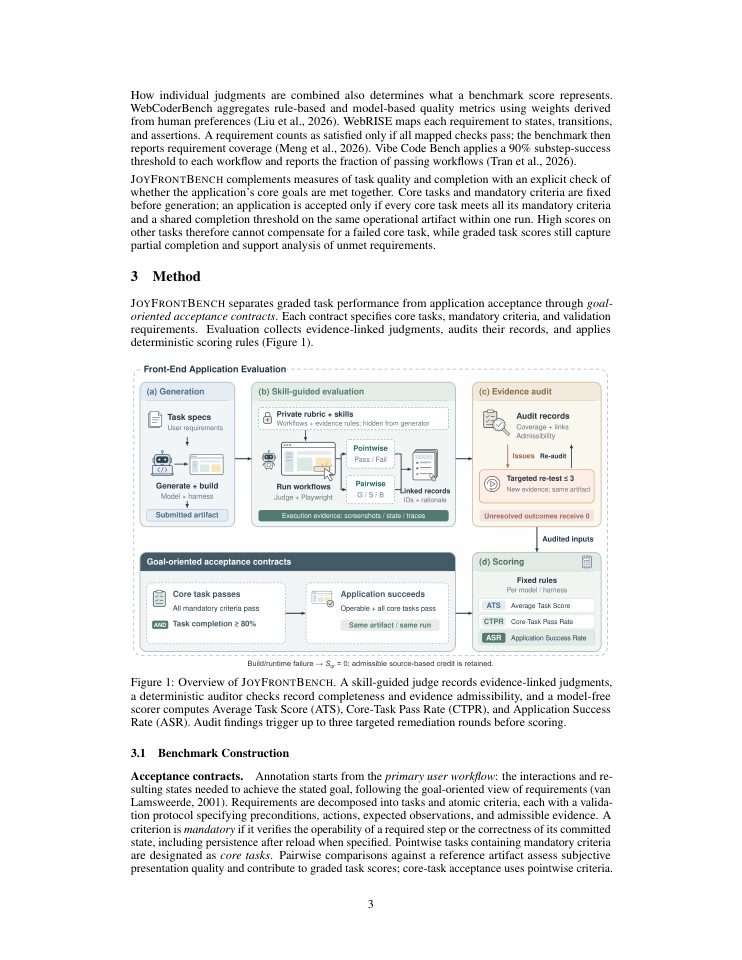 How individual judgments are combined also determines what a benchmark score represents.
WebCoderBench aggregates rule-based and model-based quality metrics using weights derived
from human preferences (Liu et al., 2026). WebRISE maps each requirement to states, transitions,
and assertions. A requirement counts as satisfied only if all mapped checks pass; the benchmark then
reports requirement coverage (Meng et al., 2026). Vibe Code Bench applies a 90% substep-success
threshold to each workflow and reports the fraction of passing workflows (Tran et al., 2026).
JOYFRONTBENCH complements measures of task quality and completion with an explicit check of
whether the application's core goals are met together. Core tasks and mandatory criteria are fixed
before generation; an application is accepted only if every core task meets all its mandatory criteria
and a shared completion threshold on the same operational artifact within one run. High scores on
other tasks therefore cannot compensate for a failed core task, while graded task scores still capture
partial completion and support analysis of unmet requirements.
3 Method
JOYFRONTBENCH separates graded task performance from application acceptance through goal-
oriented acceptance contracts. Each contract specifies core tasks, mandatory criteria, and validation
requirements. Evaluation collects evidence-linked judgments, audits their records, and applies
deterministic scoring rules (Figure 1).
Front-End Application Evaluation
(a) Generation
Task specs
User requirements
Generate + build
Model × harness
Submitted artifact
(b) Skill-guided evaluation
Private rubric + skills
Workflows + evidence rules; hidden from generator
Run workflows
Judge + Playwright
Pointwise
Pass / Fail
Pairwise
G / S / B
Linked records
IDs + rationale
Execution evidence: screenshots / state / traces
(c) Evidence audit
Audit records
Coverage + links
Admissibility
Issues Re-audit
Targeted re-test ≤ 3
New evidence; same artifact
Unresolved outcomes receive 0
Audited inputs
Goal-oriented acceptance contracts
Core task passes
All mandatory criteria pass
AND Task completion ≥ 80%
Application succeeds
Operable + all core tasks pass
Same artifact / same run
(d) Scoring
Fixed rules
Per model / harness
ATS Average Task Score
CTPR Core-Task Pass Rate
ASR Application Success Rate
Build/runtime failure → Sₐᵣ = 0; admissible source-based credit is retained.
Figure 1: Overview of JOYFRONTBENCH. A skill-guided judge records evidence-linked judgments,
a deterministic auditor checks record completeness and evidence admissibility, and a model-free
scorer computes Average Task Score (ATS), Core-Task Pass Rate (CTPR), and Application Success
Rate (ASR). Audit findings trigger up to three targeted remediation rounds before scoring.
3.1 Benchmark Construction
Acceptance contracts. Annotation starts from the primary user workflow: the interactions and re-
sulting states needed to achieve the stated goal, following the goal-oriented view of requirements (van
Lamsweerde, 2001). Requirements are decomposed into tasks and atomic criteria, each with a valida-
tion protocol specifying preconditions, actions, expected observations, and admissible evidence. A
criterion is mandatory if it verifies the operability of a required step or the correctness of its committed
state, including persistence after reload when specified. Pointwise tasks containing mandatory criteria
are designated as core tasks. Pairwise comparisons against a reference artifact assess subjective
presentation quality and contribute to graded task scores; core-task acceptance uses pointwise criteria.
3